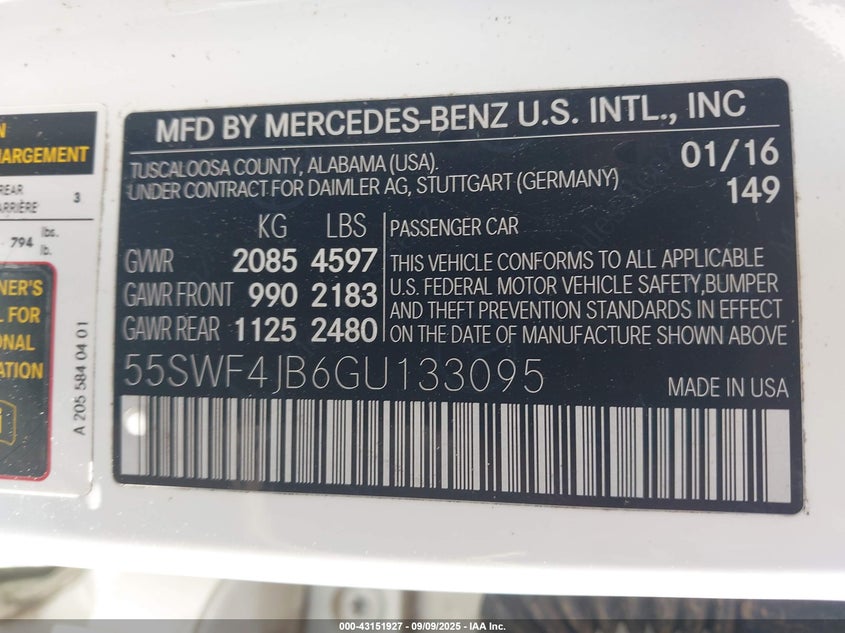 MFD BY MERCEDES-BENZ U.S. INTL., INC
TUSCALOOSA COUNTY, ALABAMA (USA).
UNDER CONTRACT FOR DAIMLER AG, STUTTGART (GERMANY)
01/16
149
KG LBS
GVWR 2085 4597
GAWR FRONT 990 2183
GAWR REAR 1125 2480
PASSENGER CAR
THIS VEHICLE CONFORMS TO ALL APPLICABLE
U.S. FEDERAL MOTOR VEHICLE SAFETY,BUMPER
AND THEFT PREVENTION STANDARDS IN EFFECT
ON THE DATE OF MANUFACTURE SHOWN ABOVE
55SWF4JB6GU133095
MADE IN USA
N
HARGEMENT
REAR
ARRIÈRE
3
794 lbs.
lb.
NER'S
L FOR
ONAL
ATION
A 205 584 04 01
000-43151927 - 09/09/2025 - IAA Inc.